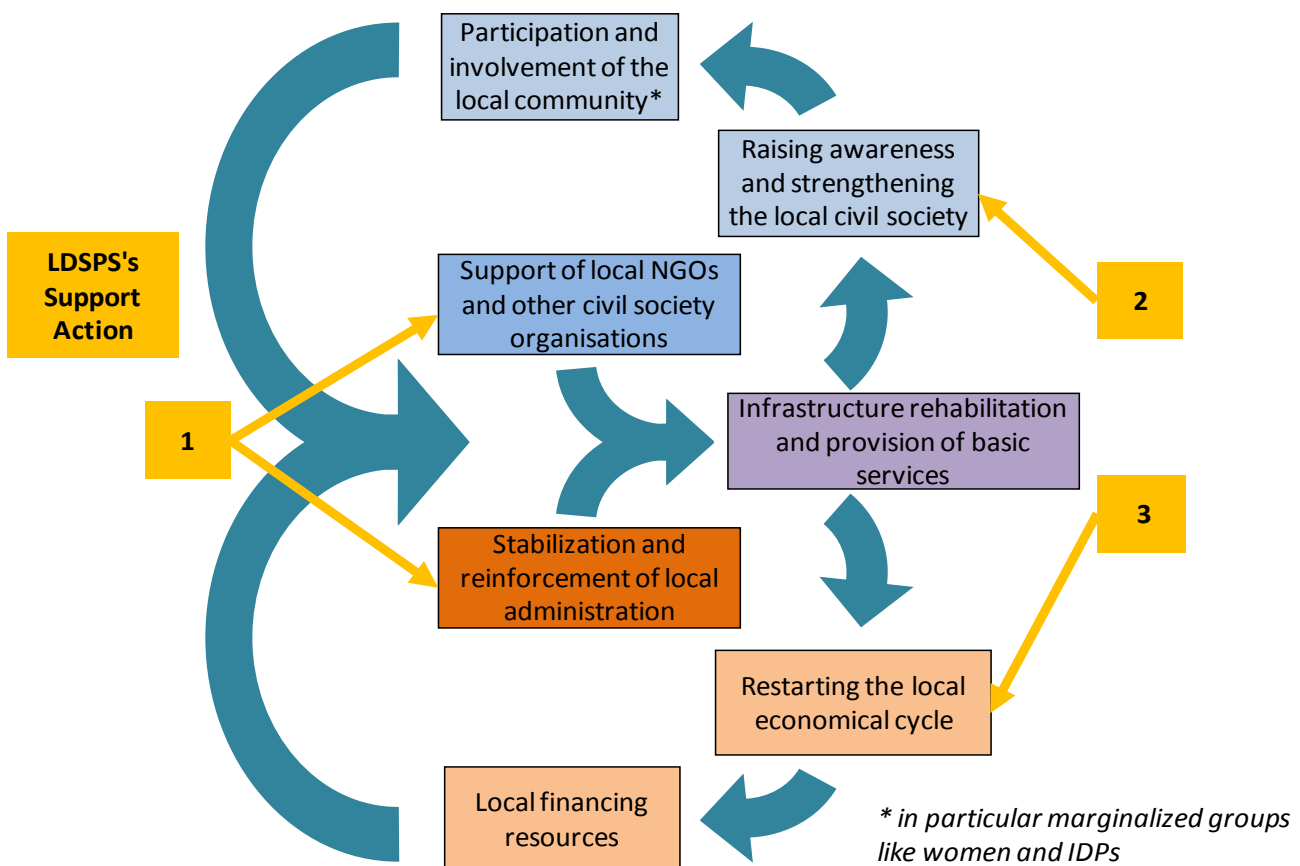 Participation and
involvement of the
local community*
Raising awareness
and strengthening
the local civil society
LDSPS's
Support
Action
Support of local NGOs
and other civil society
organisations
2
1
Infrastructure rehabilitation
and provision of basic
services
3
Stabilization and
reinforcement of local
administration
Restarting the local
economical cycle
Local financing
resources
* in particular marginalized groups
like women and IDPs